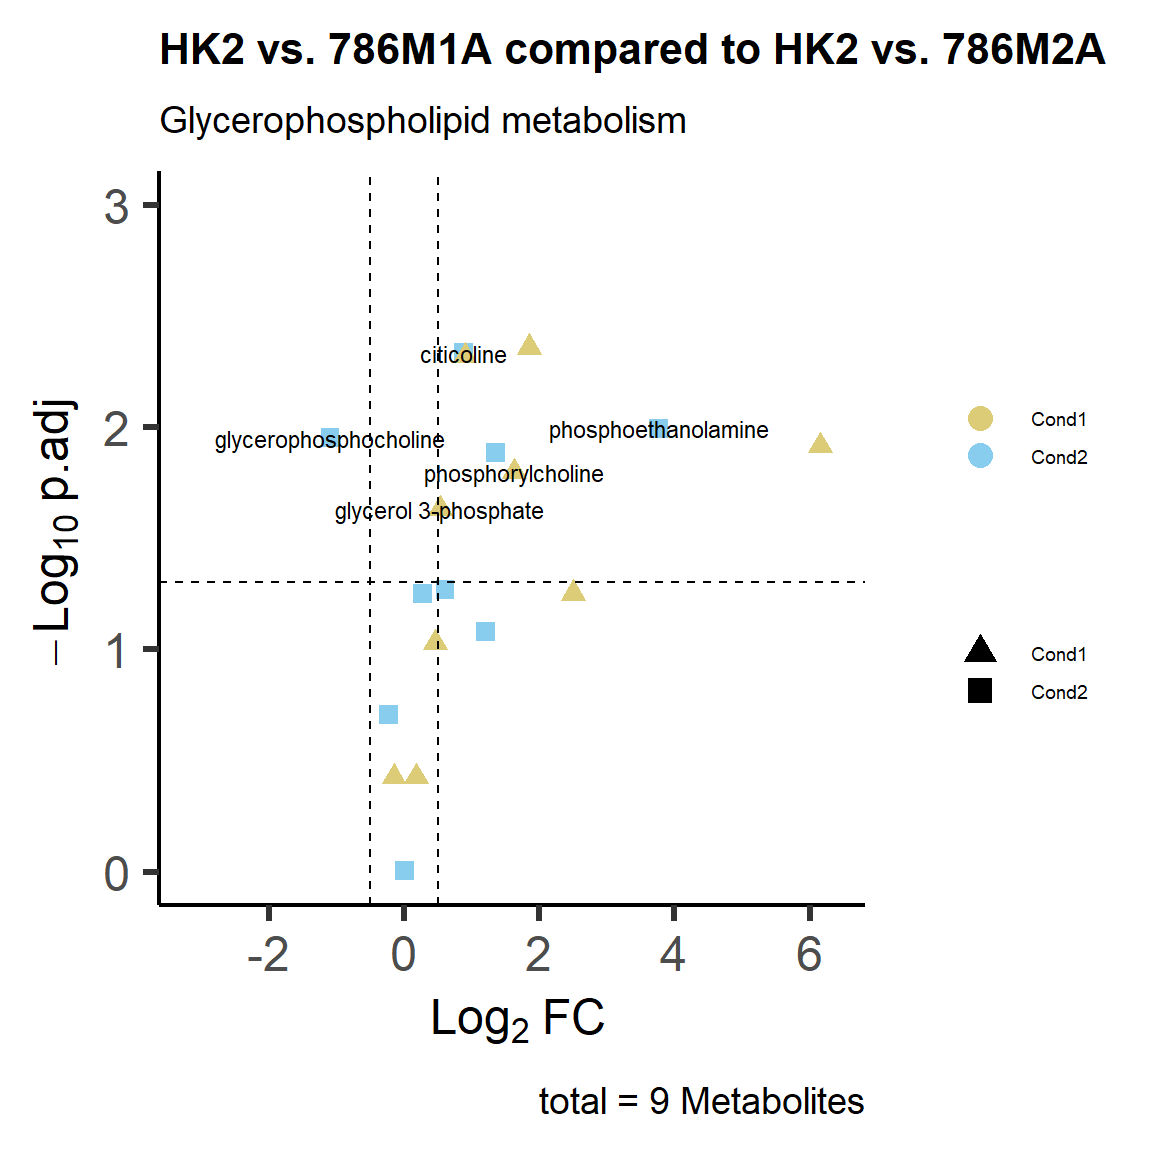 HK2 vs. 786M1A compared to HK2 vs. 786M2A
Glycerophospholipid metabolism
−Log10 p.adj
3
2
1
0
citicoline
phosphoethanolamine
glycerophosphocholine
phosphorylcholine
glycerol 3-phosphate
Cond1
Cond2
Cond1
Cond2
-2 0 2 4 6
Log2 FC
total = 9 Metabolites